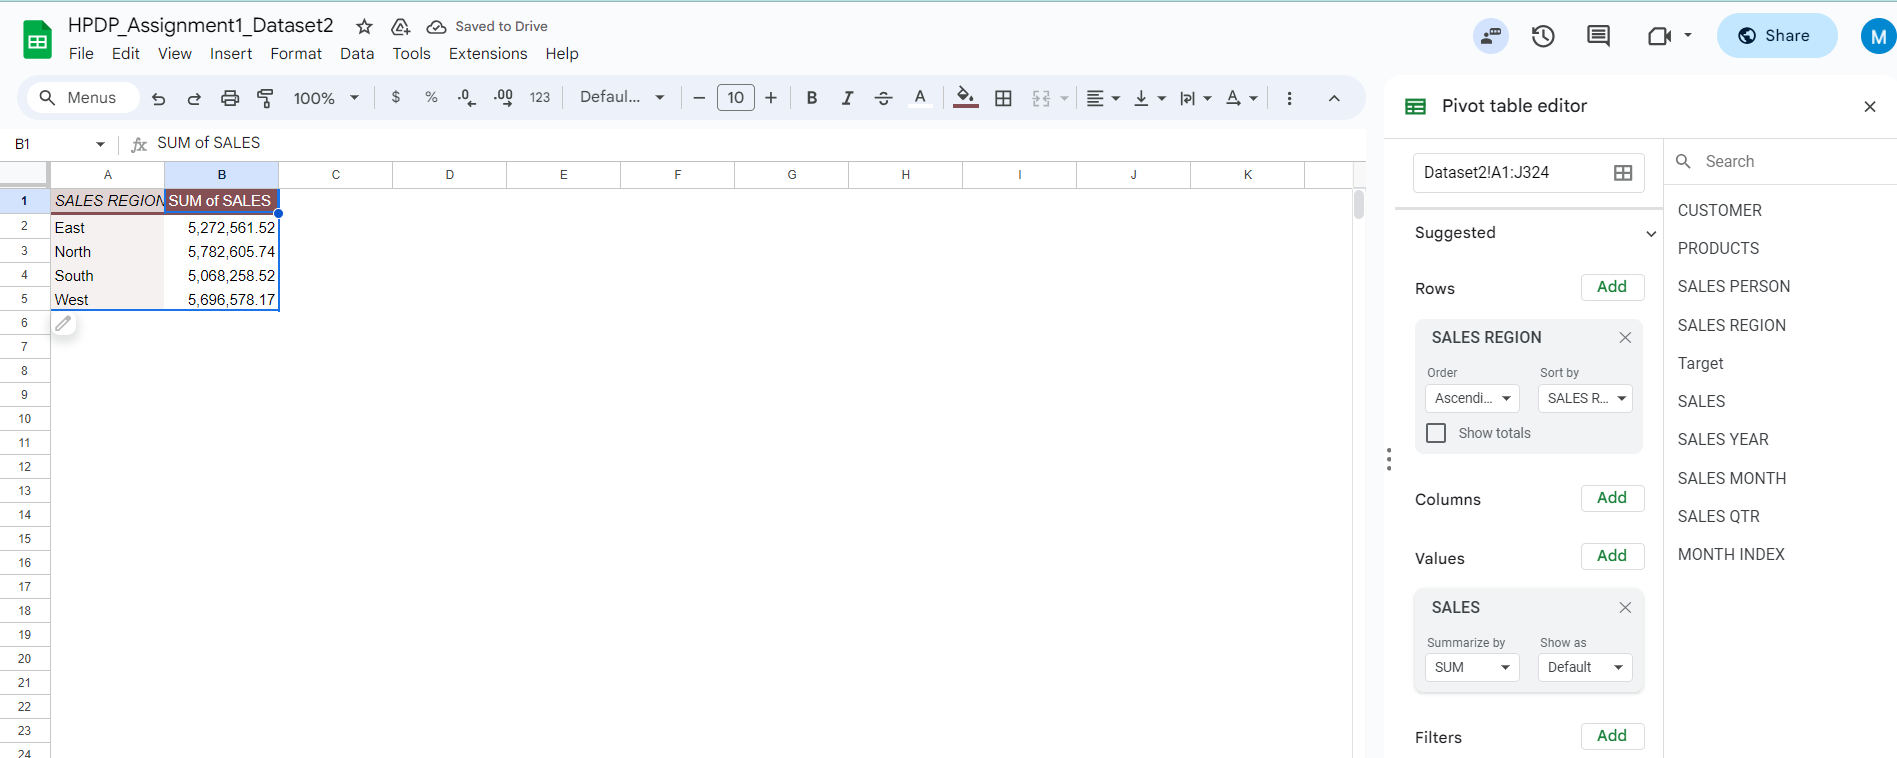 HPDP_Assignment1_Dataset2 Saved to Drive
File Edit View Insert Format Data Tools Extensions Help
Share M
Menus 100% $ % .0 .00 123 Defaul... 10 B I S A A
B1 fx SUM of SALES
A B C D E F G H I J K
1 SALES REGION SUM of SALES
2 East 5,272,561.52
3 North 5,782,605.74
4 South 5,068,258.52
5 West 5,696,578.17
6
7
8
9
10
11
12
13
14
15
16
17
18
19
20
21
22
23
24
Pivot table editor
Dataset2!A1:J324
Suggested
Rows Add
SALES REGION
Order Sort by
Ascendi... SALES R...
Show totals
Columns Add
Values Add
SALES
Summarize by Show as
SUM Default
Filters Add
Search
CUSTOMER
PRODUCTS
SALES PERSON
SALES REGION
Target
SALES
SALES YEAR
SALES MONTH
SALES QTR
MONTH INDEX